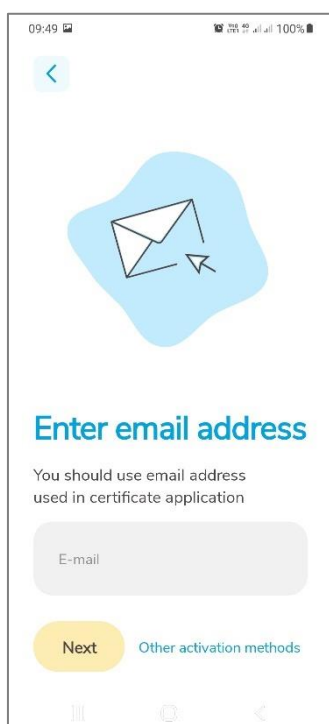 09:49 100%
Enter email address
You should use email address
used in certificate application
E-mail
Next Other activation methods